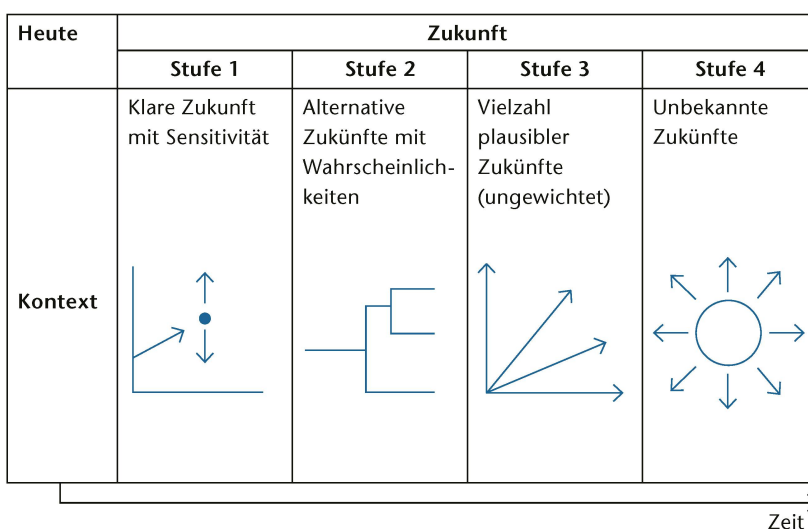 Heute
Zukunft
Stufe 1
Stufe 2
Stufe 3
Stufe 4
Kontext
Klare Zukunft
mit Sensitivität
Alternative
Zukünfte mit
Wahrscheinlich-
keiten
Vielzahl
plausibler
Zukünfte
(ungewichtet)
Unbekannte
Zukünfte
Zeit